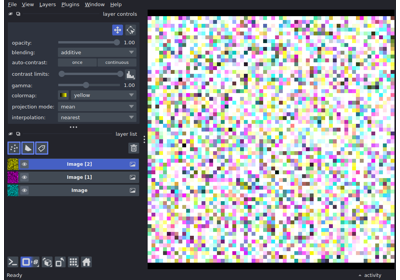 File View Layers Plugins Window Help
layer controls
opacity: 1.00
blending: additive
auto-contrast: once continuous
contrast limits:
gamma: 1.00
colormap: yellow
projection mode: mean
interpolation: nearest
layer list
Image [2]
Image [1]
Image
Ready activity